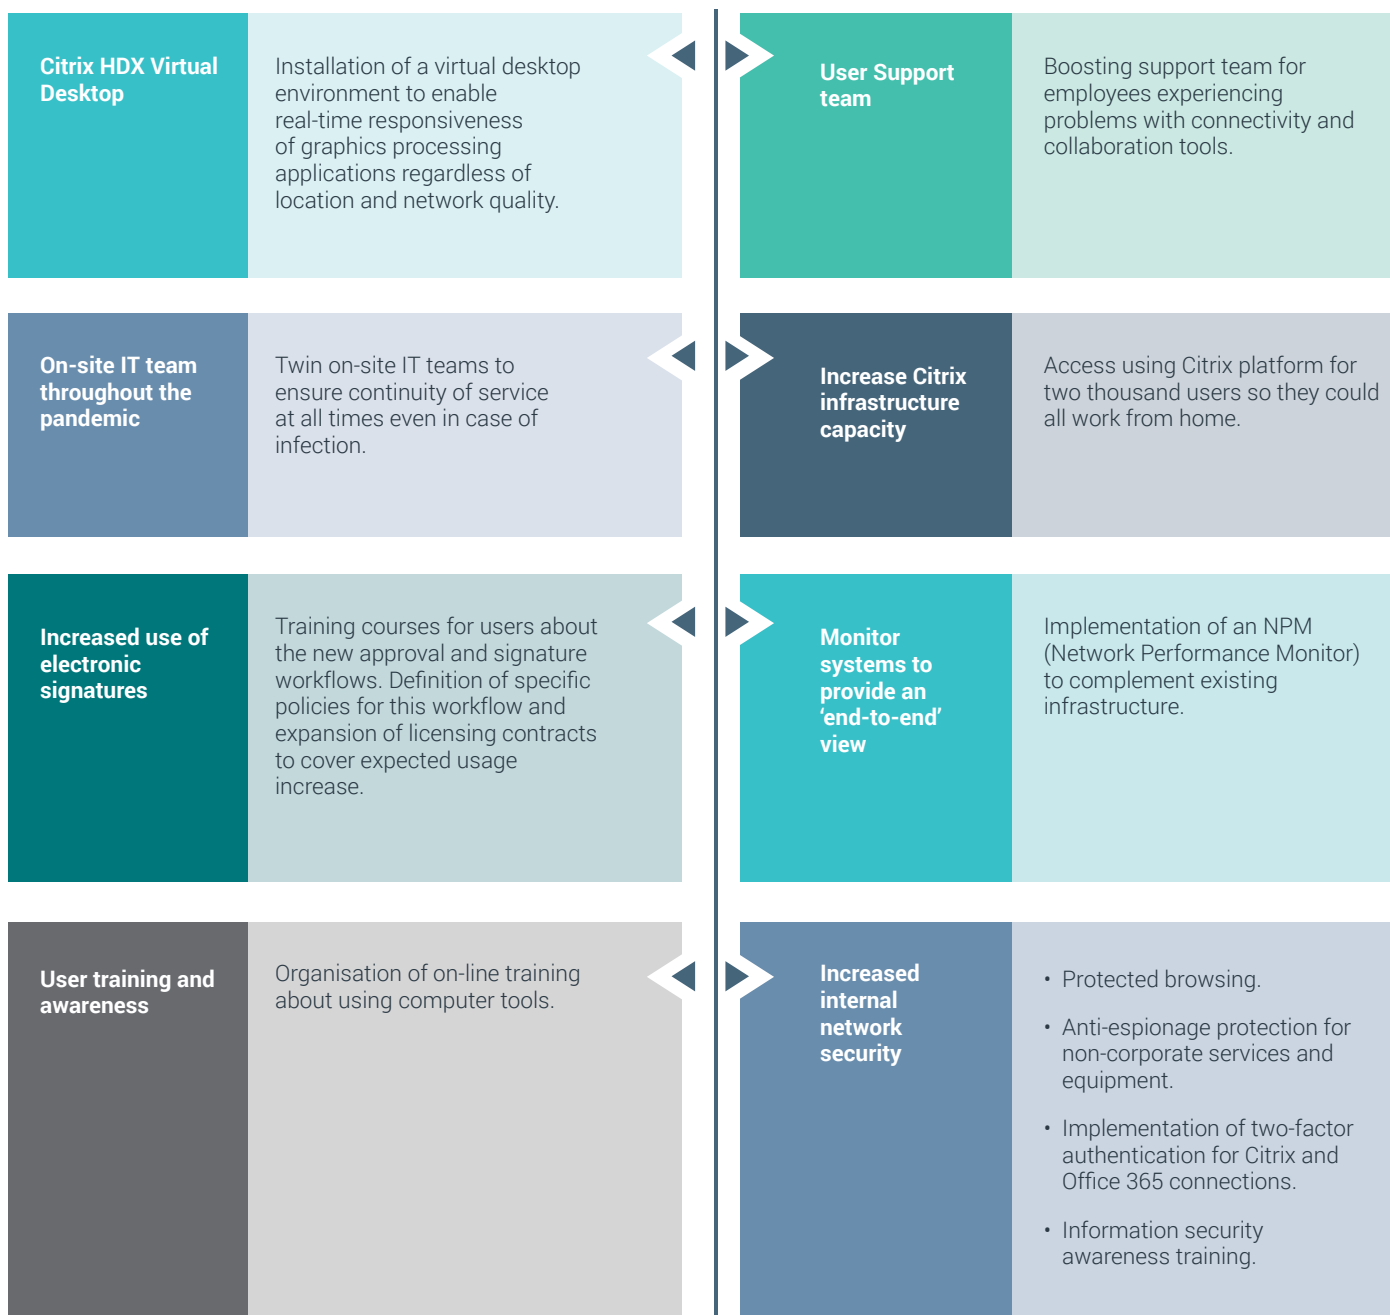 Citrix HDX Virtual
Desktop
Installation of a virtual desktop
environment to enable
real-time responsiveness
of graphics processing
applications regardless of
location and network quality.
User Support
team
Boosting support team for
employees experiencing
problems with connectivity and
collaboration tools.
On-site IT team
throughout the
pandemic
Twin on-site IT teams to
ensure continuity of service
at all times even in case of
infection.
Increase Citrix
infrastructure
capacity
Access using Citrix platform for
two thousand users so they could
all work from home.
Increased use of
electronic
signatures
Training courses for users about
the new approval and signature
workflows. Definition of specific
policies for this workflow and
expansion of licensing contracts
to cover expected usage
increase.
Monitor
systems to
provide an
‘end-to-end’
view
Implementation of an NPM
(Network Performance Monitor)
to complement existing
infrastructure.
User training and
awareness
Organisation of on-line training
about using computer tools.
Increased
internal
network
security
• Protected browsing.
• Anti-espionage protection for
non-corporate services and
equipment.
• Implementation of two-factor
authentication for Citrix and
Office 365 connections.
• Information security
awareness training.